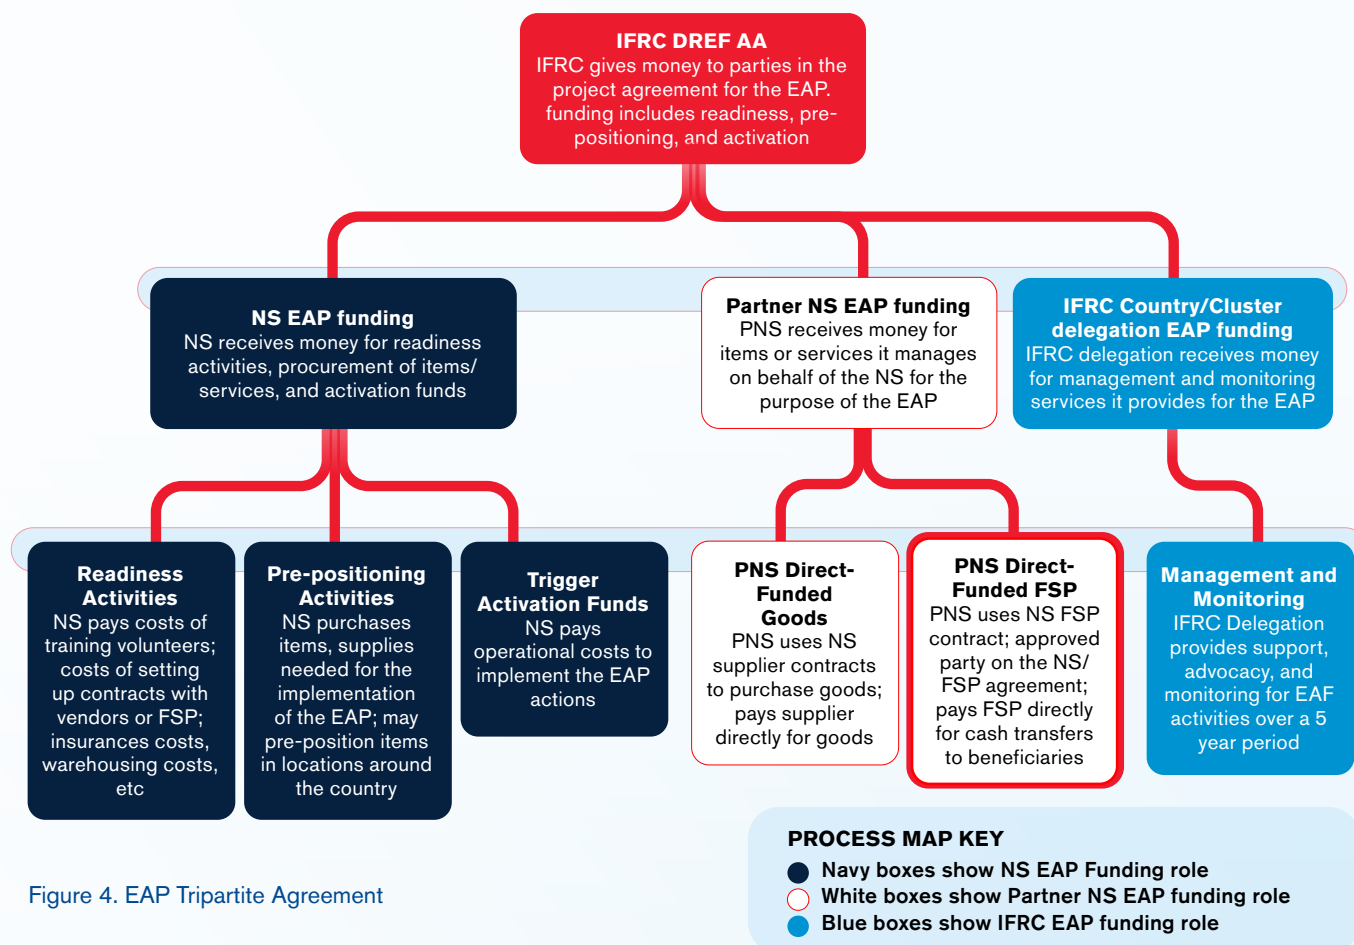 IFRC DREF AA
IFRC gives money to parties in the
project agreement for the EAP.
funding includes readiness, pre-
positioning, and activation
NS EAP funding
NS receives money for readiness
activities, procurement of items/
services, and activation funds
Partner NS EAP funding
PNS receives money for
items or services it manages
on behalf of the NS for the
purpose of the EAP
IFRC Country/Cluster
delegation EAP funding
IFRC delegation receives money
for management and monitoring
services it provides for the EAP
Readiness
Activities
NS pays costs of
training volunteers;
costs of setting
up contracts with
vendors or FSP;
insurances costs,
warehousing costs,
etc
Pre-positioning
Activities
NS purchases
items, supplies
needed for the
implementation
of the EAP; may
pre-position items
in locations around
the country
Trigger
Activation Funds
NS pays
operational costs to
implement the EAP
actions
PNS Direct-
Funded
Goods
PNS uses NS
supplier contracts
to purchase goods;
pays supplier
directly for goods
PNS Direct-
Funded FSP
PNS uses NS FSP
contract; approved
party on the NS/
FSP agreement;
pays FSP directly
for cash transfers
to beneficiaries
Management and
Monitoring
IFRC Delegation
provides support,
advocacy, and
monitoring for EAF
activities over a 5
year period
PROCESS MAP KEY
Navy boxes show NS EAP Funding role
White boxes show Partner NS EAP funding role
Blue boxes show IFRC EAP funding role
Figure 4. EAP Tripartite Agreement